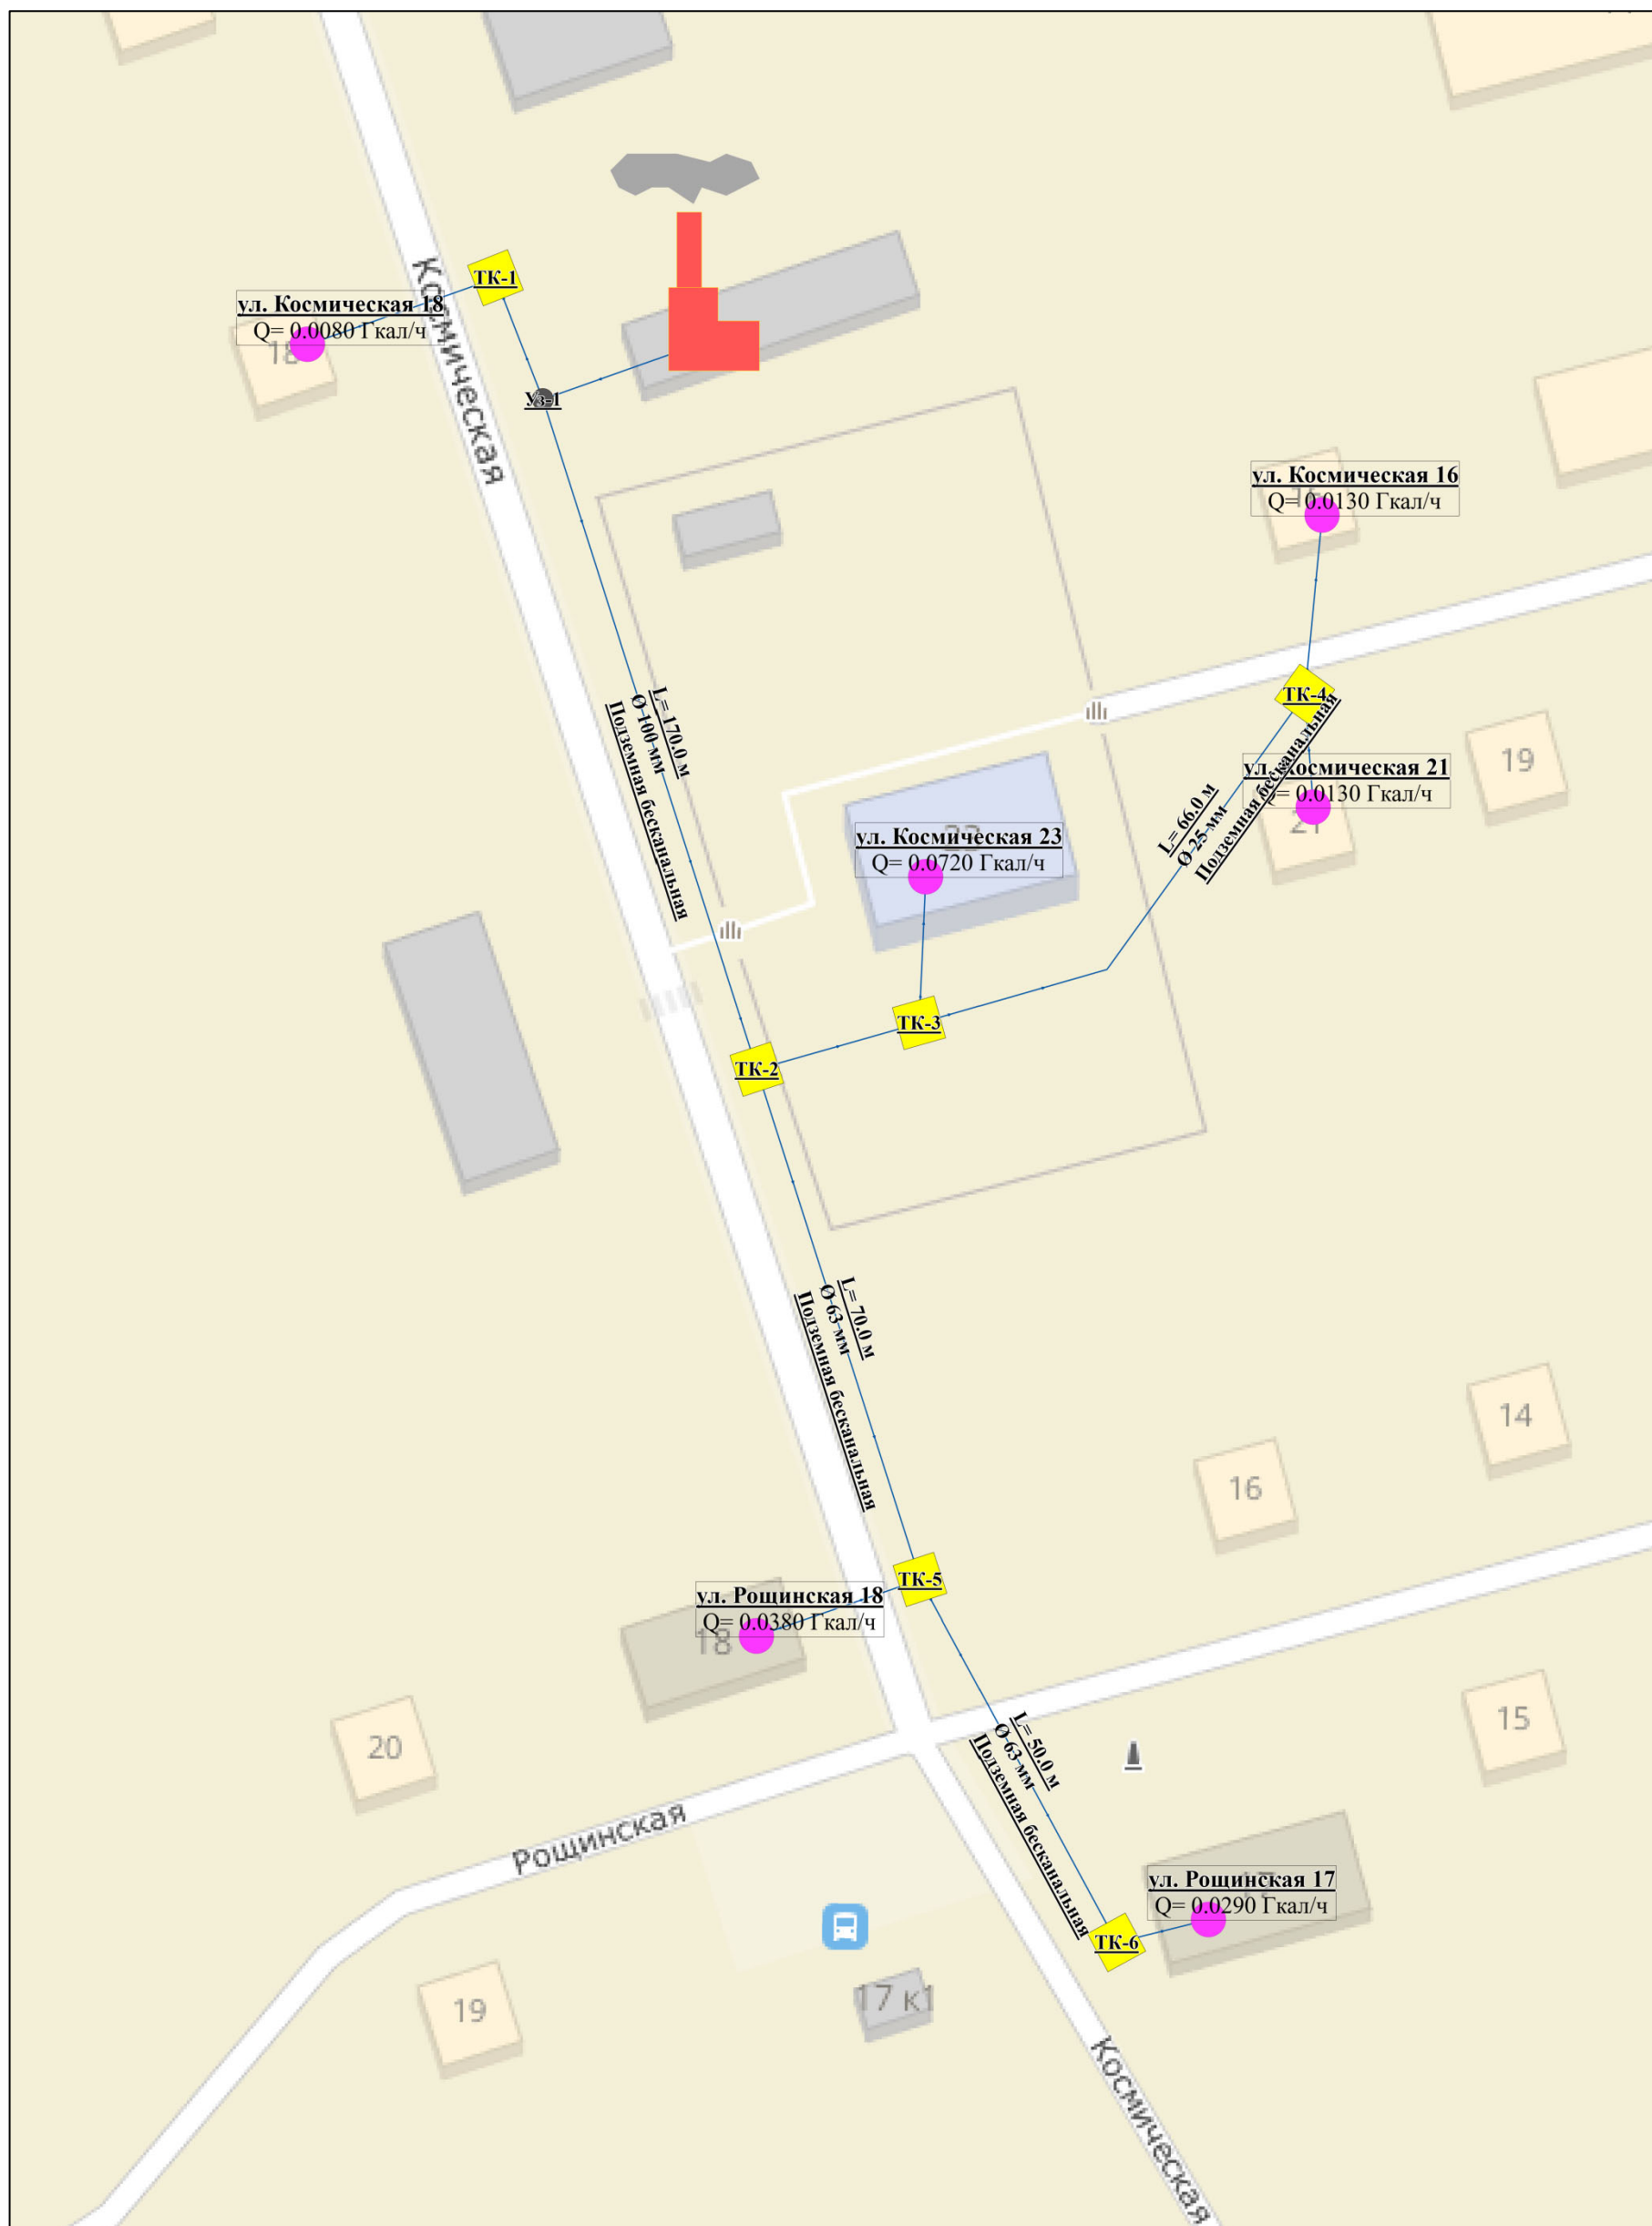 Космическая
ТК-1
ул. Космическая 18
Q= 0.0080 Гкал/ч
18
Уз-1
ул. Космическая 16
Q= 0.0130 Гкал/ч
ТК-4
L= 170.0 м
Ø 100 мм
Подземная бесканальная
19
ул. Космическая 21
Q= 0.0130 Гкал/ч
21
L= 66.0 м
Ø 25 мм
Подземная бесканальная
ул. Космическая 23
Q= 0.0720 Гкал/ч
ТК-3
ТК-2
L= 70.0 м
Ø 63 мм
Подземная бесканальная
14
16
ТК-5
ул. Рощинская 18
Q= 0.0380 Гкал/ч
18
15
20
L= 50.0 м
Ø 63 мм
Подземная бесканальная
Рощинская
ул. Рощинская 17
Q= 0.0290 Гкал/ч
ТК-6
17 к1
19
Космическая